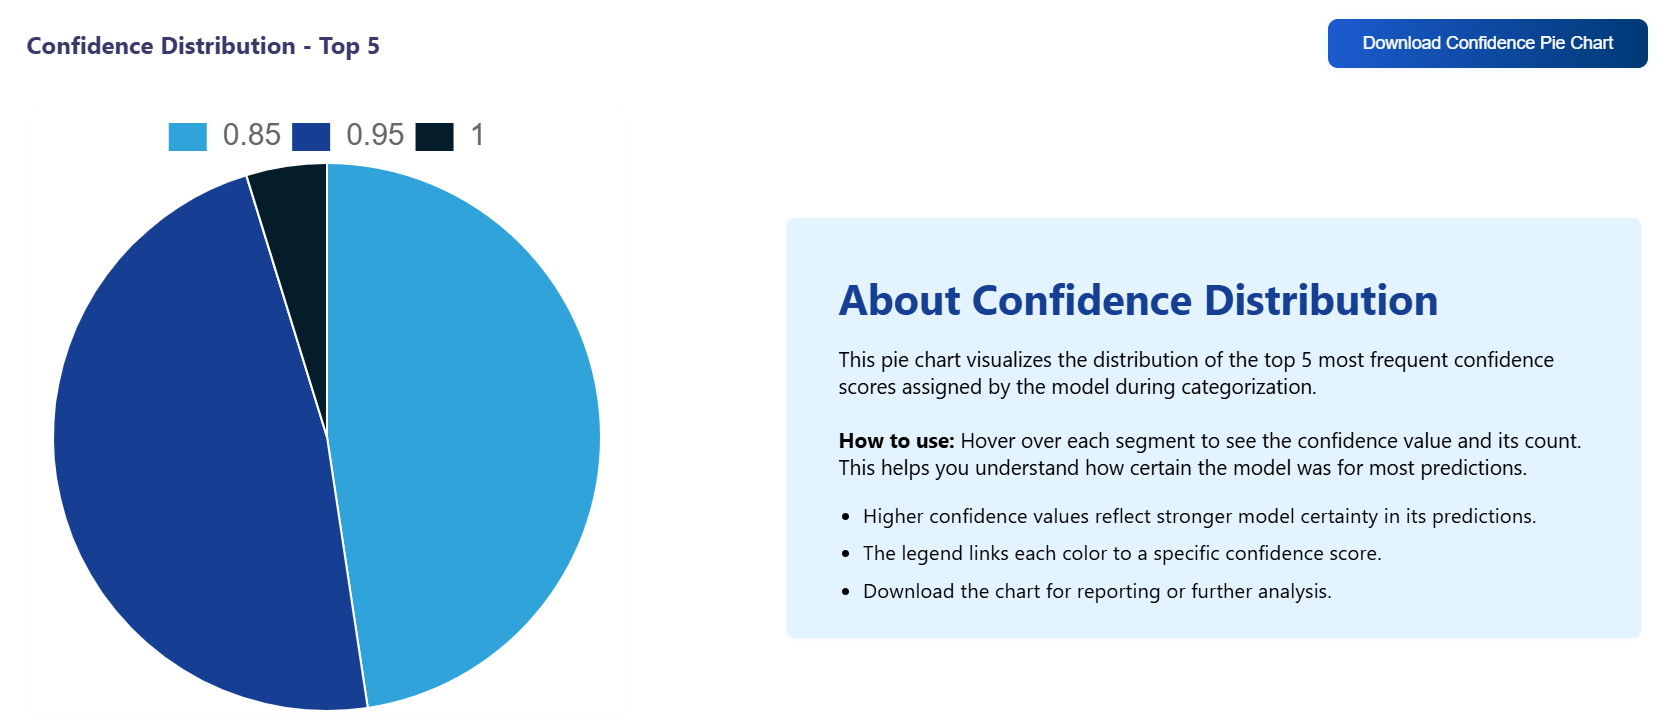 Confidence Distribution - Top 5
Download Confidence Pie Chart
0.85 0.95 1
About Confidence Distribution
This pie chart visualizes the distribution of the top 5 most frequent confidence
scores assigned by the model during categorization.
How to use: Hover over each segment to see the confidence value and its count.
This helps you understand how certain the model was for most predictions.
• Higher confidence values reflect stronger model certainty in its predictions.
• The legend links each color to a specific confidence score.
• Download the chart for reporting or further analysis.